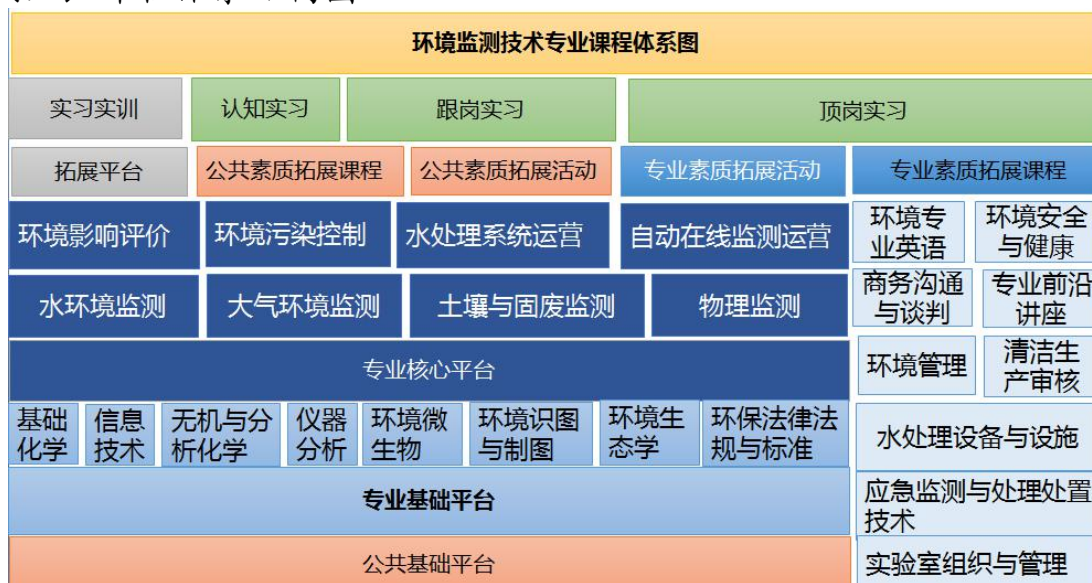 环境监测技术专业课程体系图
实习实训 认知实习 跟岗实习 顶岗实习
拓展平台 公共素质拓展课程 公共素质拓展活动 专业素质拓展活动 专业素质拓展课程
环境影响评价 环境污染控制 水处理系统运营 自动在线监测运营
环境专
业英语
环境安全
与健康
水环境监测 大气环境监测 土壤与固废监测 物理监测
商务沟通
与谈判
专业前沿
讲座
专业核心平台
环境管理
清洁生
产审核
基础
化学
信息
技术
无机与分
析化学
仪器
分析
环境微
生物
环境识图
与制图
环境生
态学
环保法律法
规与标准
水处理设备与设施
专业基础平台
应急监测与处理处置
技术
公共基础平台
实验室组织与管理